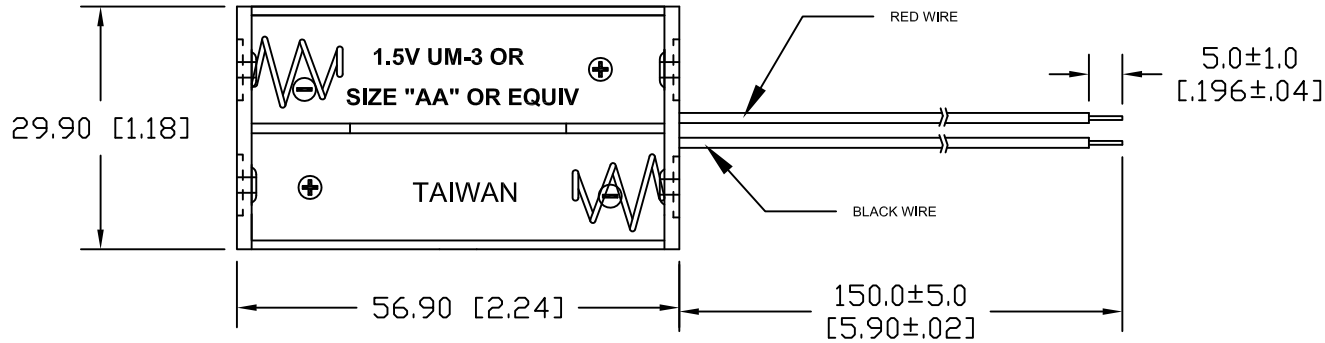 RED WIRE
5.0±1.0
[.196±.04]
1.5V UM-3 OR
SIZE "AA" OR EQUIV
29.90 [1.18]
TAIWAN
BLACK WIRE
56.90 [2.24]
150.0±5.0
[5.90±.02]